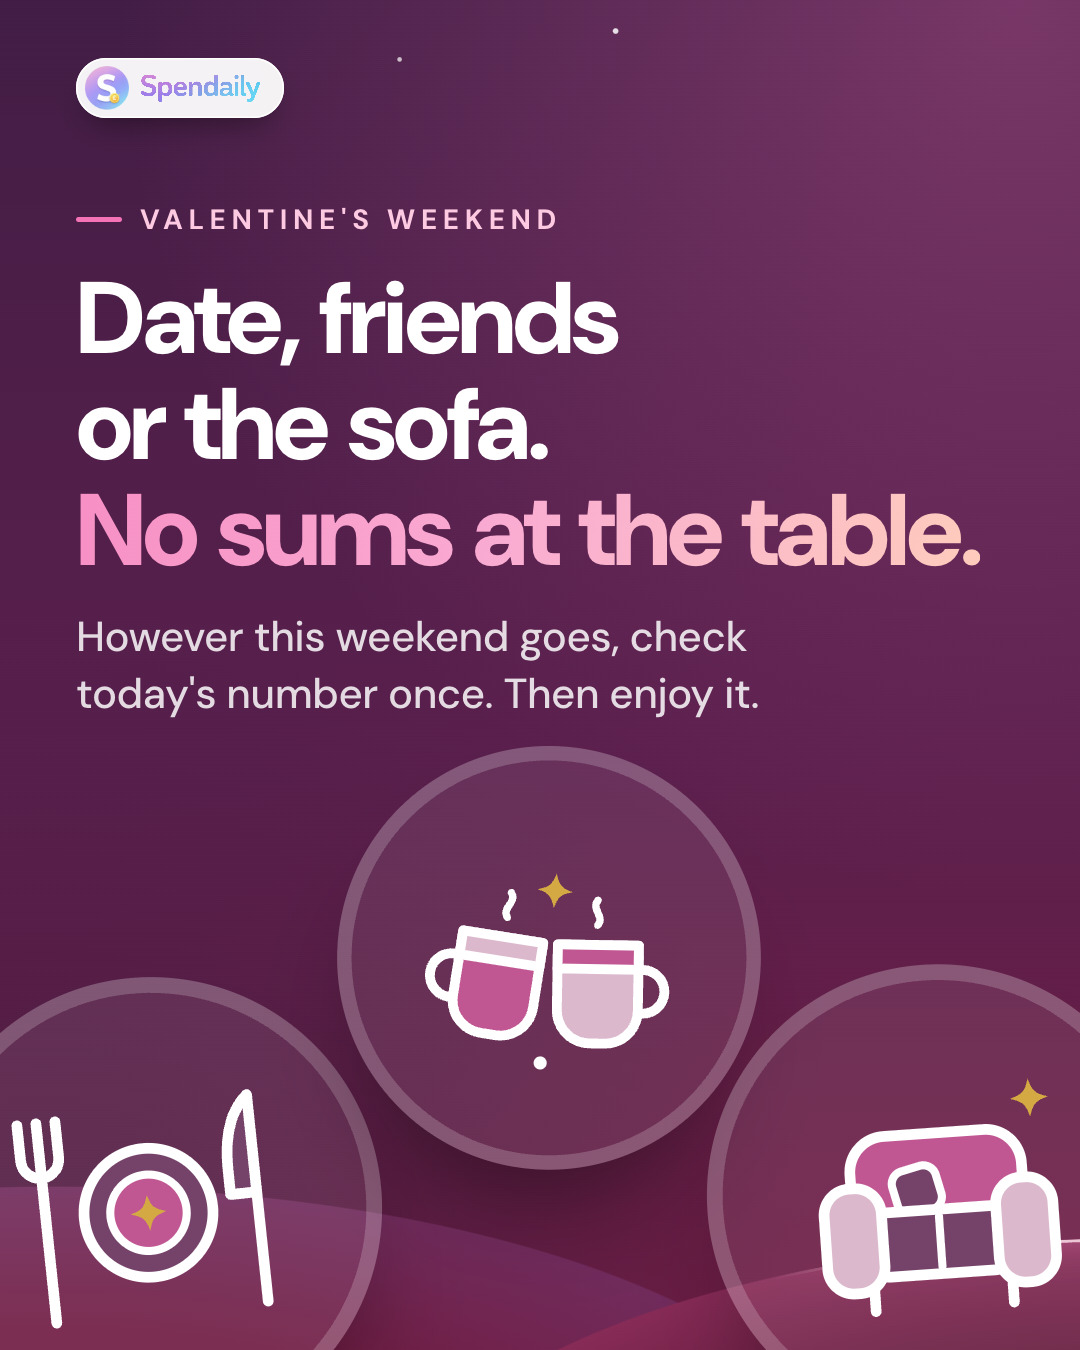 Spendaily
VALENTINE'S WEEKEND
Date, friends
or the sofa.
No sums at the table.
However this weekend goes, check
today's number once. Then enjoy it.